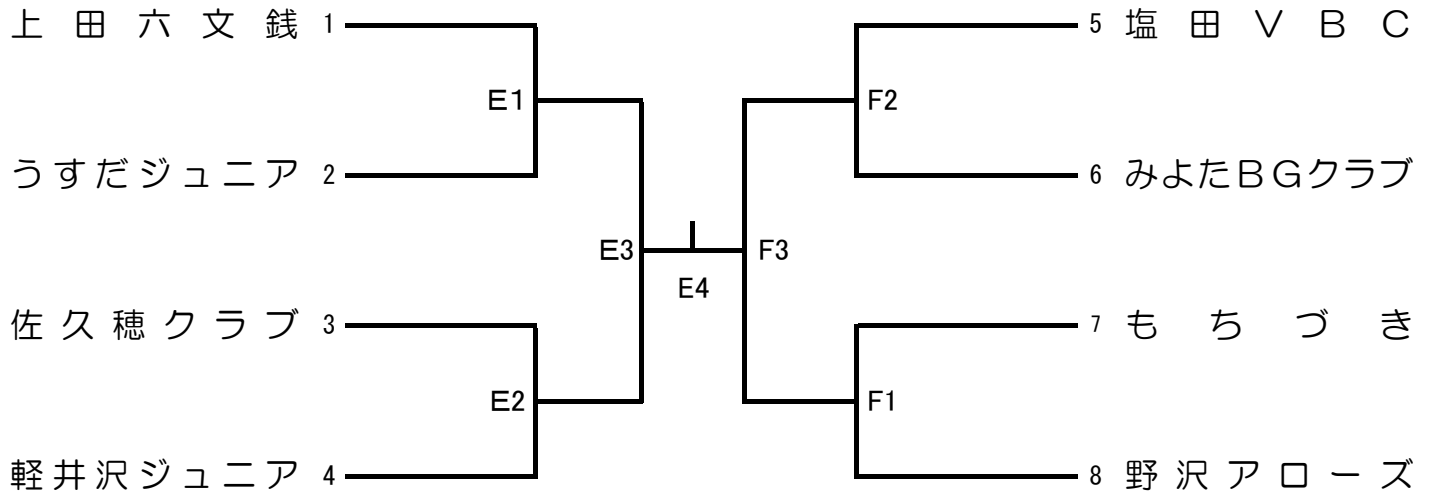 上田六文銭 1
E1
うすだジュニア 2
E3
佐久穂クラブ 3
E2
軽井沢ジュニア 4
E4
5 塩田VBC
F2
6 みよたBGクラブ
F3
7 もちづき
F1
8 野沢アローズ